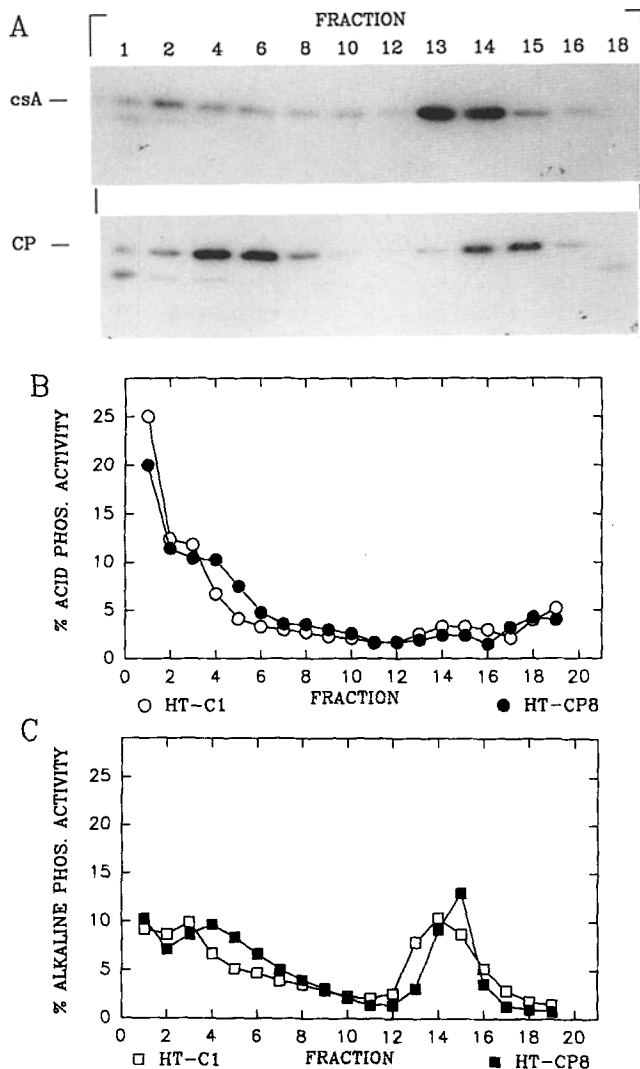 A
FRACTION
1 2 4 6 8 10 12 13 14 15 16 18
csA —
CP —
B
% ACID PHOS. ACTIVITY
25
20
15
10
5
0
0 2 4 6 8 10 12 14 16 18 20
FRACTION
○ HT-C1 ● HT-CP8
C
% ALKALINE PHOS. ACTIVITY
25
20
15
10
5
0
0 2 4 6 8 10 12 14 16 18 20
FRACTION
□ HT-C1 ■ HT-CP8